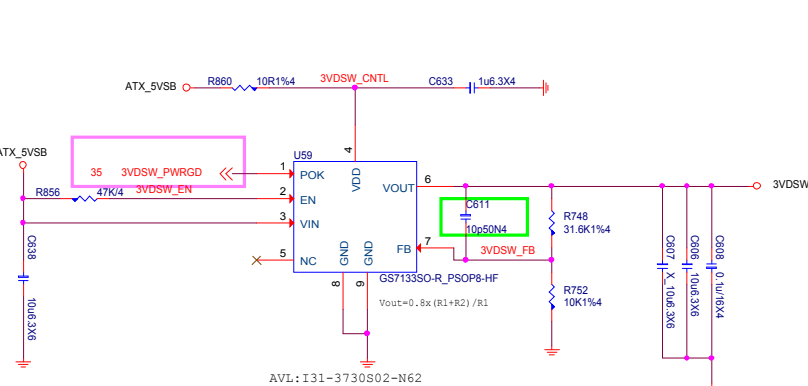 ATX_5VSB
R860
10R1%4
3VDSW_CNTL
C633
1u6.3X4
ATX_5VSB
35
3VDSW_PWRGD
R856
47K/4
3VDSW_EN
U59
1
POK
2
EN
3
VIN
5
NC
4
VDD
VOUT
6
FB
7
GND
8
GND
9
GS7133SO-R_PSOP8-HF
Vout=0.8x(R1+R2)/R1
C611
10p50N4
3VDSW_FB
R748
31.6K1%4
R752
10K1%4
3VDSW
C638
10u6.3X6
C607
X_10u6.3X6
C606
10u6.3X6
C608
0.1u/16X4
AVL:I31-3730S02-N62